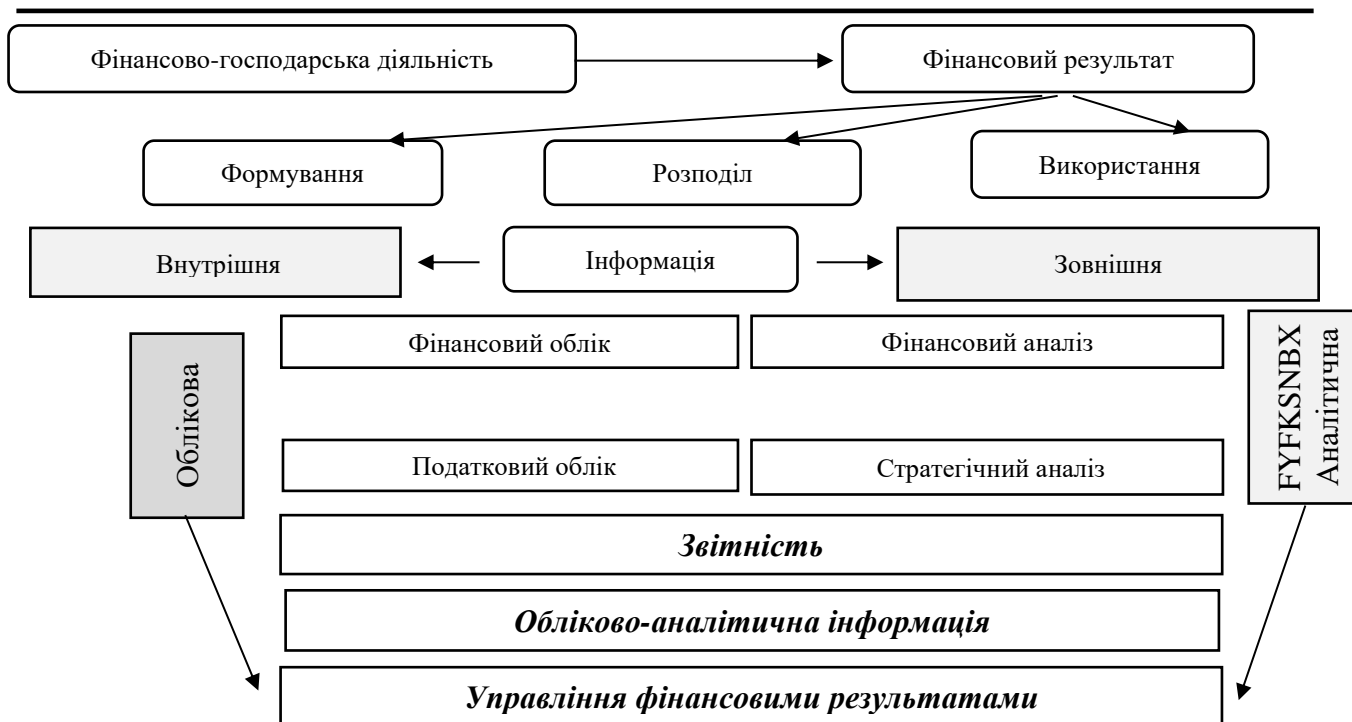 Фінансово-господарська діяльність
Фінансовий результат
Формування
Розподіл
Використання
Внутрішня
Інформація
Зовнішня
Облікова
Фінансовий облік
Фінансовий аналіз
FYFKSNBX
Аналітична
Податковий облік
Стратегічний аналіз
Звітність
Обліково-аналітична інформація
Управління фінансовими результатами